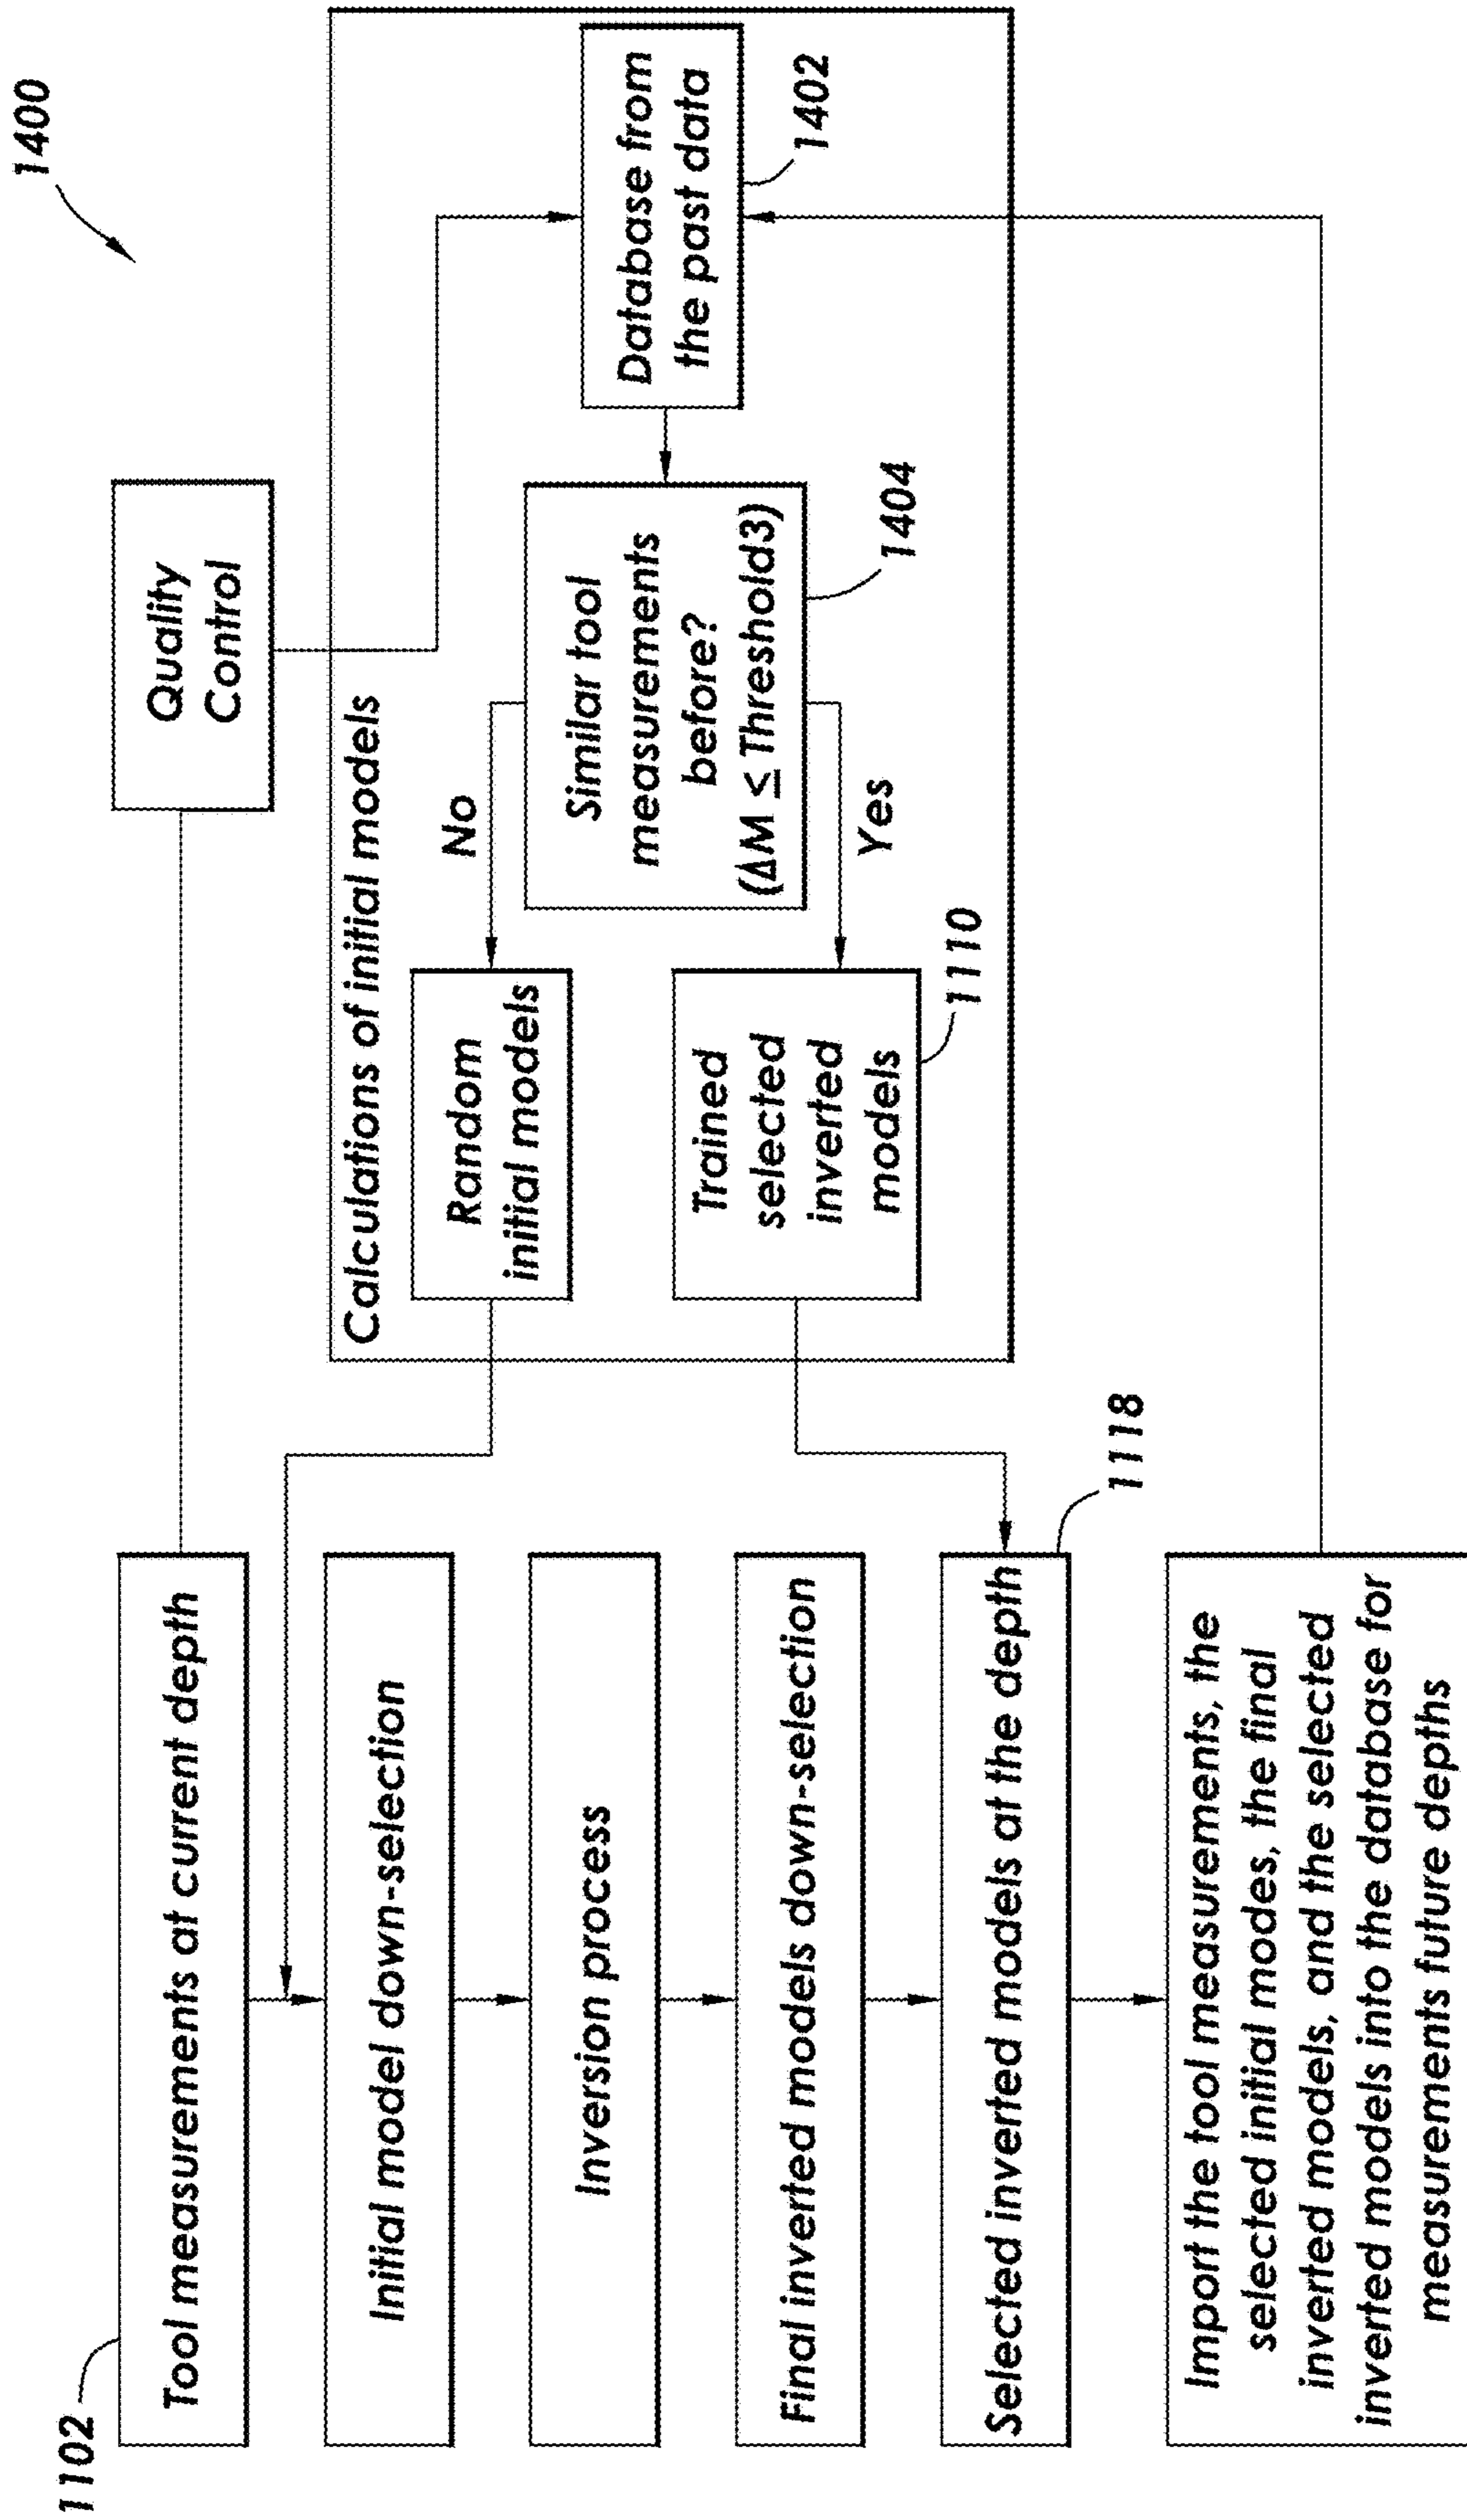 1400
1102
Tool measurements at current depth
Quality
Control
Initial model down-selection
Inversion process
Final inverted models down-selection
Selected inverted models at the depth
1118
Import the tool measurements, the
selected initial modes, the final
inverted models, and the selected
inverted models into the database for
measurements future depths
Calculations of initial models
Random
initial models
No
Trained
selected
inverted
models
1110
Yes
Similar tool
measurements
before?
(ΔM ≤ Threshold3)
1404
Database from
the past data
1402